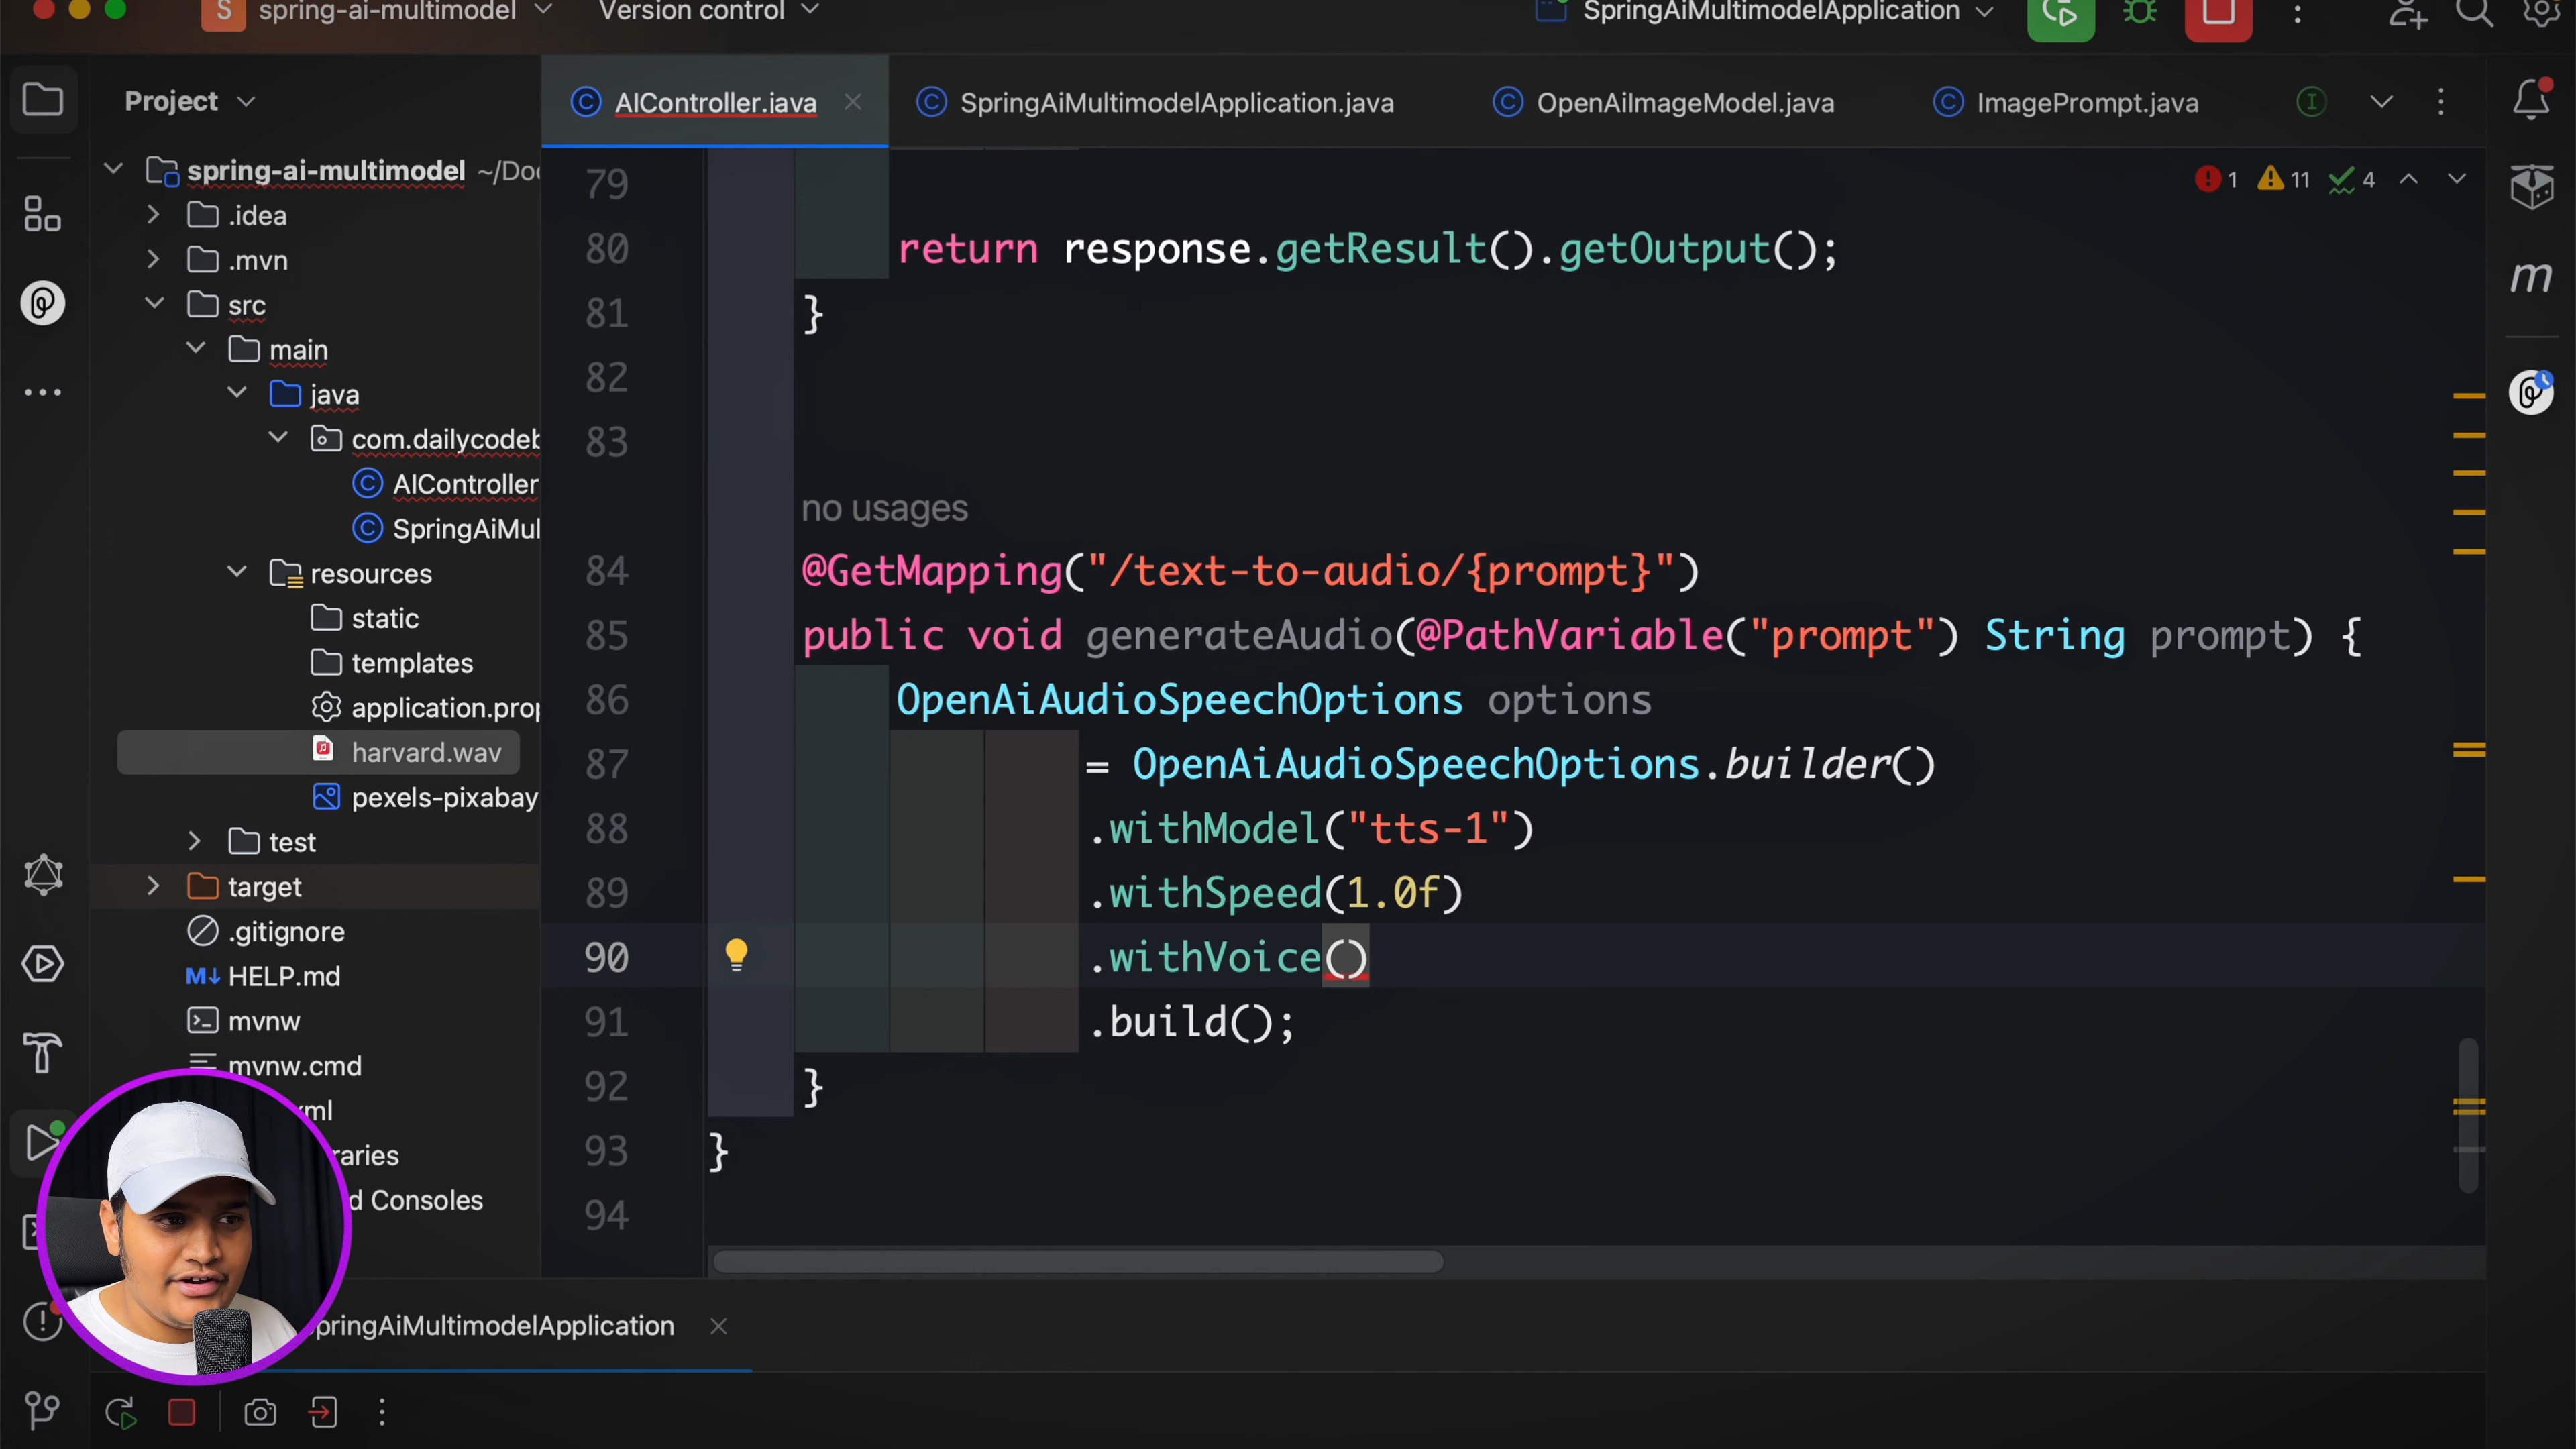 S spring-ai-multimodel Version control SpringAiMultimodelApplication
Project
AIController.java SpringAiMultimodelApplication.java OpenAiImageModel.java ImagePrompt.java
spring-ai-multimodel ~/Doc
.idea
.mvn
src
main
java
com.dailycodeb
AIController
SpringAiMul
resources
static
templates
application.prop
harvard.wav
pexels-pixabay
test
target
.gitignore
HELP.md
mvnw
mvnw.cmd
ml
raries
d Consoles
1 11 4
79
80 return response.getResult().getOutput();
81 }
82
83
no usages
84 @GetMapping("/text-to-audio/{prompt}")
85 public void generateAudio(@PathVariable("prompt") String prompt) {
86 OpenAiAudioSpeechOptions options
87 = OpenAiAudioSpeechOptions.builder()
88 .withModel("tts-1")
89 .withSpeed(1.0f)
90 .withVoice()
91 .build();
92 }
93 }
94
m
pringAiMultimodelApplication